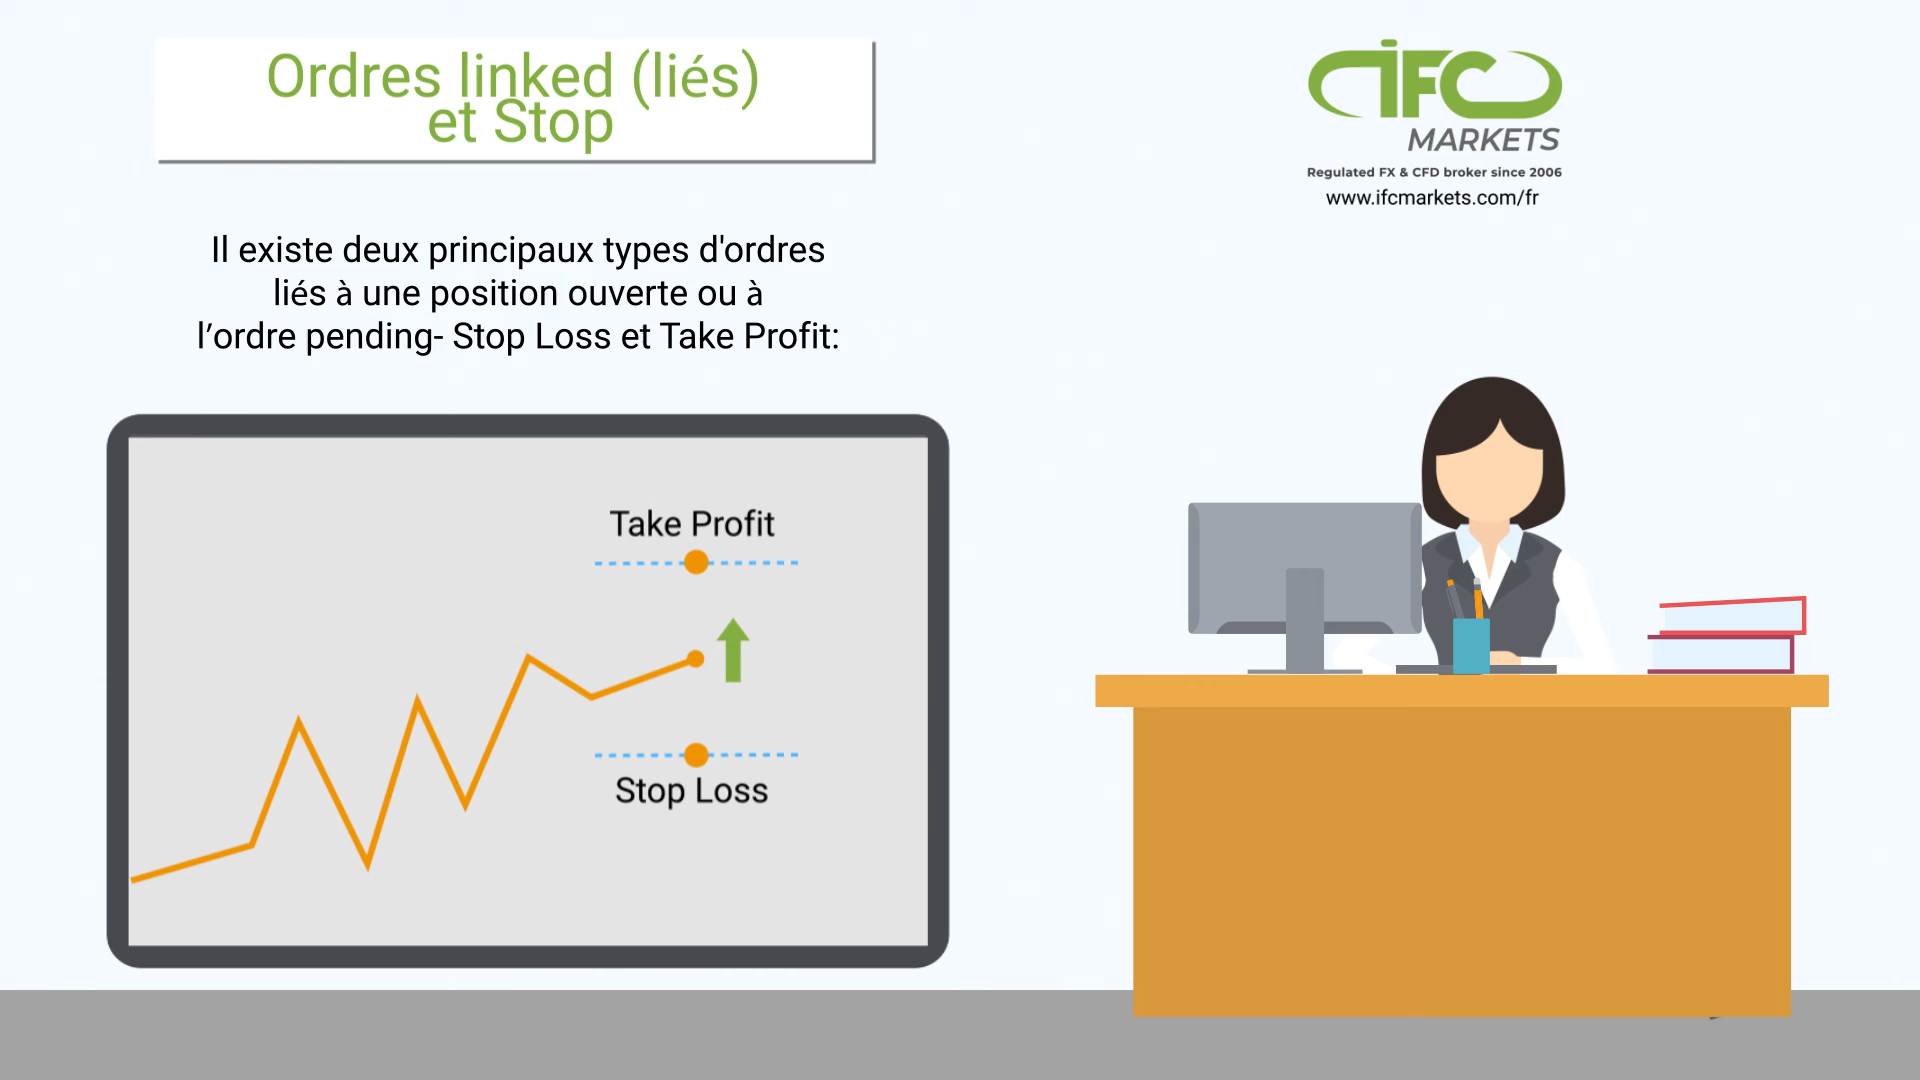 Ordres linked (liés)
et Stop
iFC
MARKETS
Regulated FX & CFD broker since 2006
www.ifcmarkets.com/fr
Il existe deux principaux types d'ordres
liés à une position ouverte ou à
l’ordre pending- Stop Loss et Take Profit:
Take Profit
Stop Loss